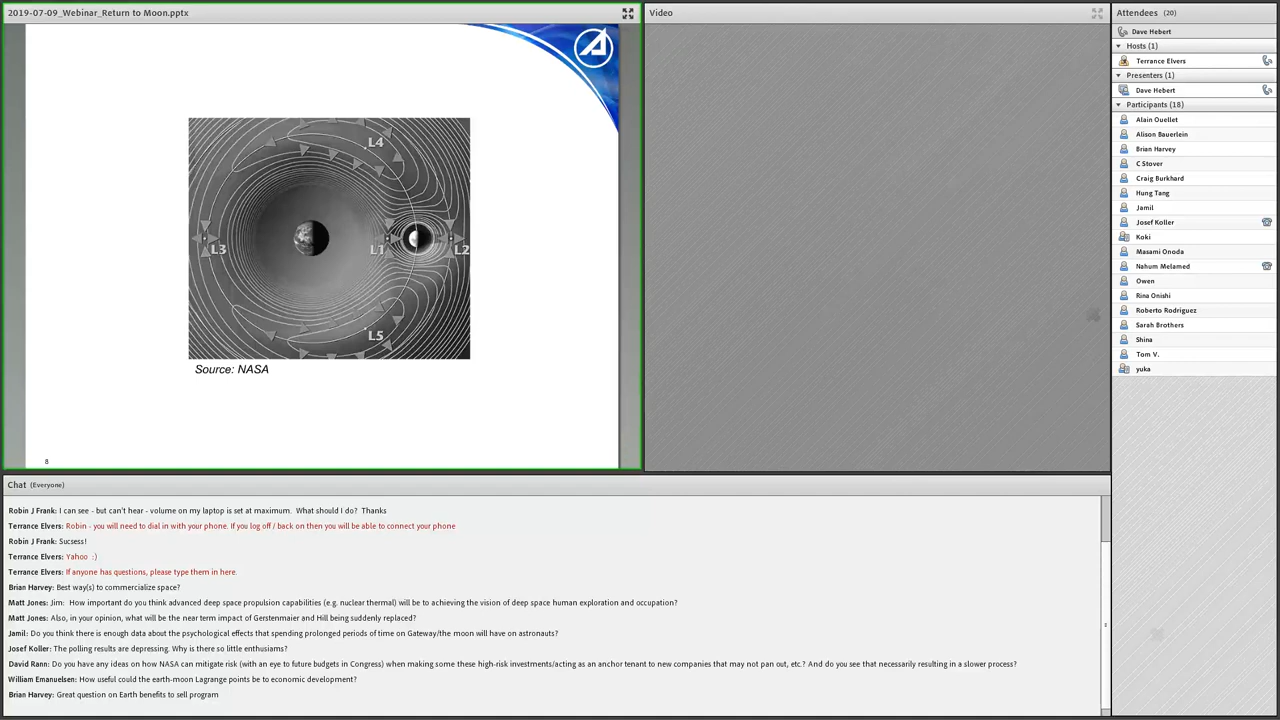 2019-07-09_Webinar_Return to Moon.pptx
L4
L3
L1
L2
L5
Source: NASA
8
Video
Attendees (20)
Dave Hebert
Hosts (1)
Terrance Elvers
Presenters (1)
Dave Hebert
Participants (18)
Alain Ouellet
Alison Bauerlein
Brian Harvey
C Stover
Craig Burkhard
Hung Tang
Jamil
Josef Koller
Koki
Masami Onoda
Nahum Melamed
Owen
Rina Onishi
Roberto Rodriguez
Sarah Brothers
Shina
Tom V.
yuka
Chat (Everyone)
Robin J Frank: I can see - but can't hear - volume on my laptop is set at maximum. What should I do? Thanks
Terrance Elvers: Robin - you will need to dial in with your phone. If you log off / back on then you will be able to connect your phone
Robin J Frank: Sucsess!
Terrance Elvers: Yahoo :)
Terrance Elvers: If anyone has questions, please type them in here.
Brian Harvey: Best way(s) to commercialize space?
Matt Jones: Jim: How important do you think advanced deep space propulsion capabilities (e.g. nuclear thermal) will be to achieving the vision of deep space human exploration and occupation?
Matt Jones: Also, in your opinion, what will be the near term impact of Gerstenmaier and Hill being suddenly replaced?
Jamil: Do you think there is enough data about the psychological effects that spending prolonged periods of time on Gateway/the moon will have on astronauts?
Josef Koller: The polling results are depressing. Why is there so little enthusiams?
David Rann: Do you have any ideas on how NASA can mitigate risk (with an eye to future budgets in Congress) when making some these high-risk investments/acting as an anchor tenant to new companies that may not pan out, etc.? And do you see that necessarily resulting in a slower process?
William Emanuelsen: How useful could the earth-moon Lagrange points be to economic development?
Brian Harvey: Great question on Earth benefits to sell program